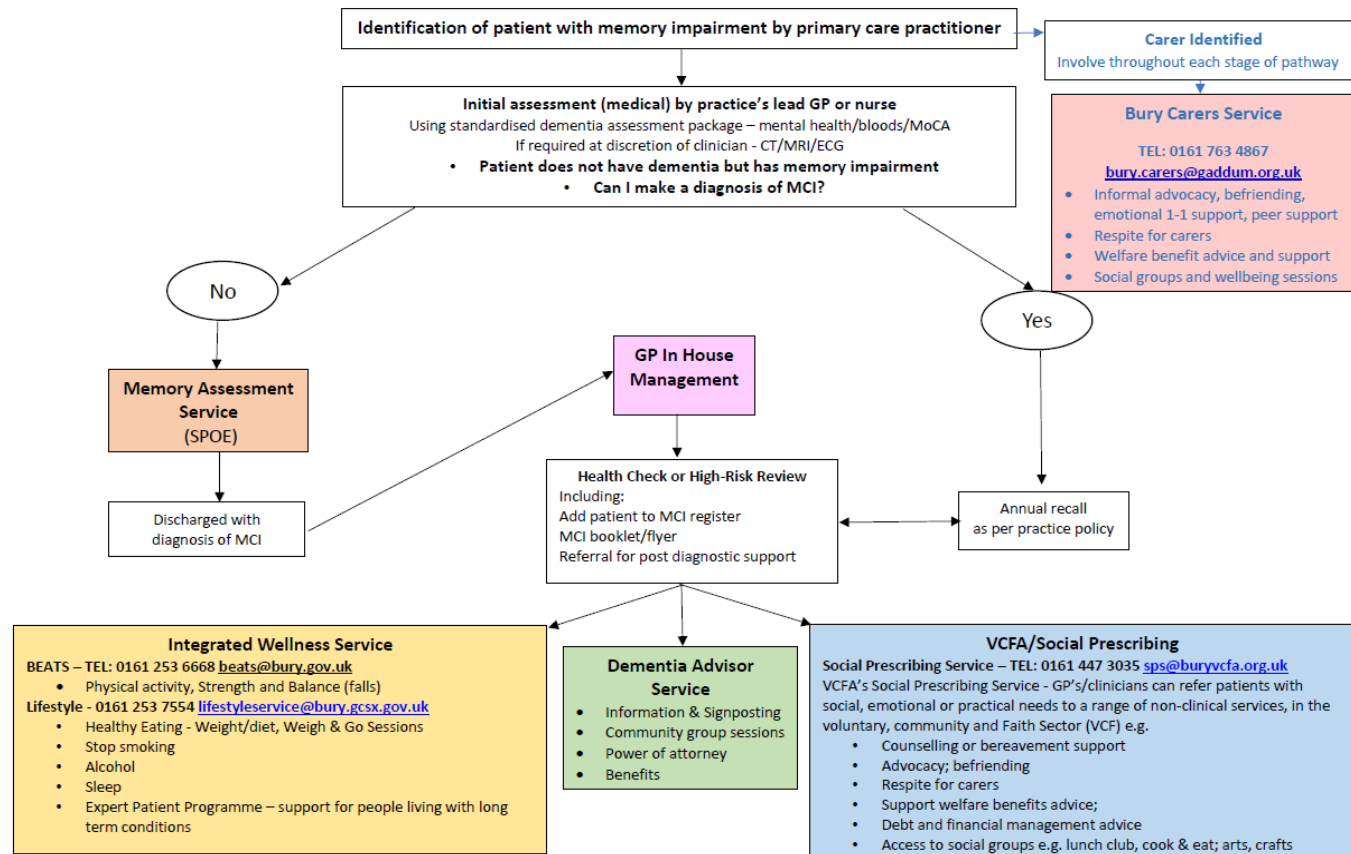 Identification of patient with memory impairment by primary care practitioner
Carer Identified
Involve throughout each stage of pathway
Initial assessment (medical) by practice's lead GP or nurse
Using standardised dementia assessment package – mental health/bloods/MoCA
If required at discretion of clinician - CT/MRI/ECG
• Patient does not have dementia but has memory impairment
• Can I make a diagnosis of MCI?
Bury Carers Service
TEL: 0161 763 4867
bury.carers@gaddum.org.uk
• Informal advocacy, befriending,
emotional 1-1 support, peer support
• Respite for carers
• Welfare benefit advice and support
• Social groups and wellbeing sessions
No
Yes
Memory Assessment
Service
(SPOE)
GP In House
Management
Discharged with
diagnosis of MCI
Health Check or High-Risk Review
Including:
Add patient to MCI register
MCI booklet/flyer
Referral for post diagnostic support
Annual recall
as per practice policy
Integrated Wellness Service
BEATS – TEL: 0161 253 6668 beats@bury.gov.uk
• Physical activity, Strength and Balance (falls)
Lifestyle - 0161 253 7554 lifestyleservice@bury.gcsx.gov.uk
• Healthy Eating - Weight/diet, Weigh & Go Sessions
• Stop smoking
• Alcohol
• Sleep
• Expert Patient Programme – support for people living with long
term conditions
Dementia Advisor
Service
• Information & Signposting
• Community group sessions
• Power of attorney
• Benefits
VCFA/Social Prescribing
Social Prescribing Service – TEL: 0161 447 3035 sps@buryvcfa.org.uk
VCFA's Social Prescribing Service - GP's/clinicians can refer patients with
social, emotional or practical needs to a range of non-clinical services, in the
voluntary, community and Faith Sector (VCF) e.g.
• Counselling or bereavement support
• Advocacy; befriending
• Respite for carers
• Support welfare benefits advice;
• Debt and financial management advice
• Access to social groups e.g. lunch club, cook & eat; arts, crafts